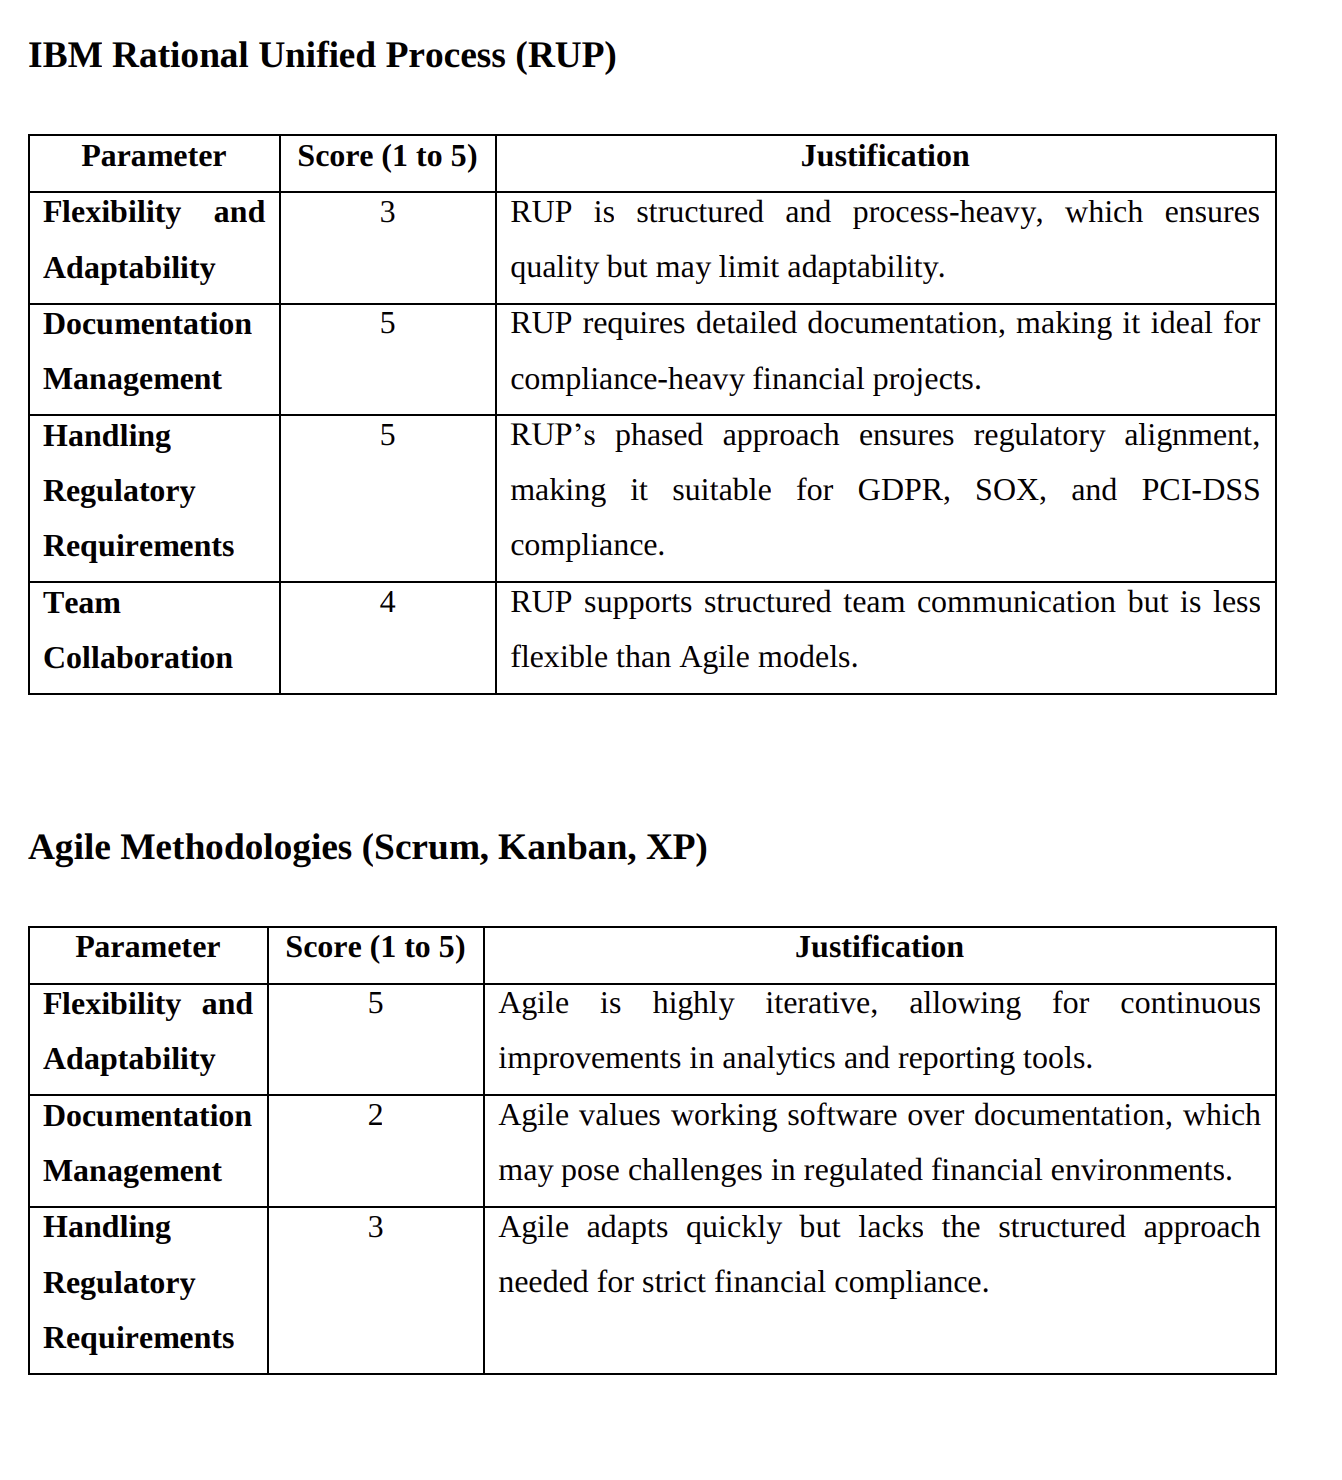 IBM Rational Unified Process (RUP)
Parameter Score (1 to 5) Justification
Flexibility and
Adaptability
3
RUP is structured and process-heavy, which ensures
quality but may limit adaptability.
Documentation
Management
5
RUP requires detailed documentation, making it ideal for
compliance-heavy financial projects.
Handling
Regulatory
Requirements
5
RUP’s phased approach ensures regulatory alignment,
making it suitable for GDPR, SOX, and PCI-DSS
compliance.
Team
Collaboration
4
RUP supports structured team communication but is less
flexible than Agile models.
Agile Methodologies (Scrum, Kanban, XP)
Parameter Score (1 to 5) Justification
Flexibility and
Adaptability
5
Agile is highly iterative, allowing for continuous
improvements in analytics and reporting tools.
Documentation
Management
2
Agile values working software over documentation, which
may pose challenges in regulated financial environments.
Handling
Regulatory
Requirements
3
Agile adapts quickly but lacks the structured approach
needed for strict financial compliance.